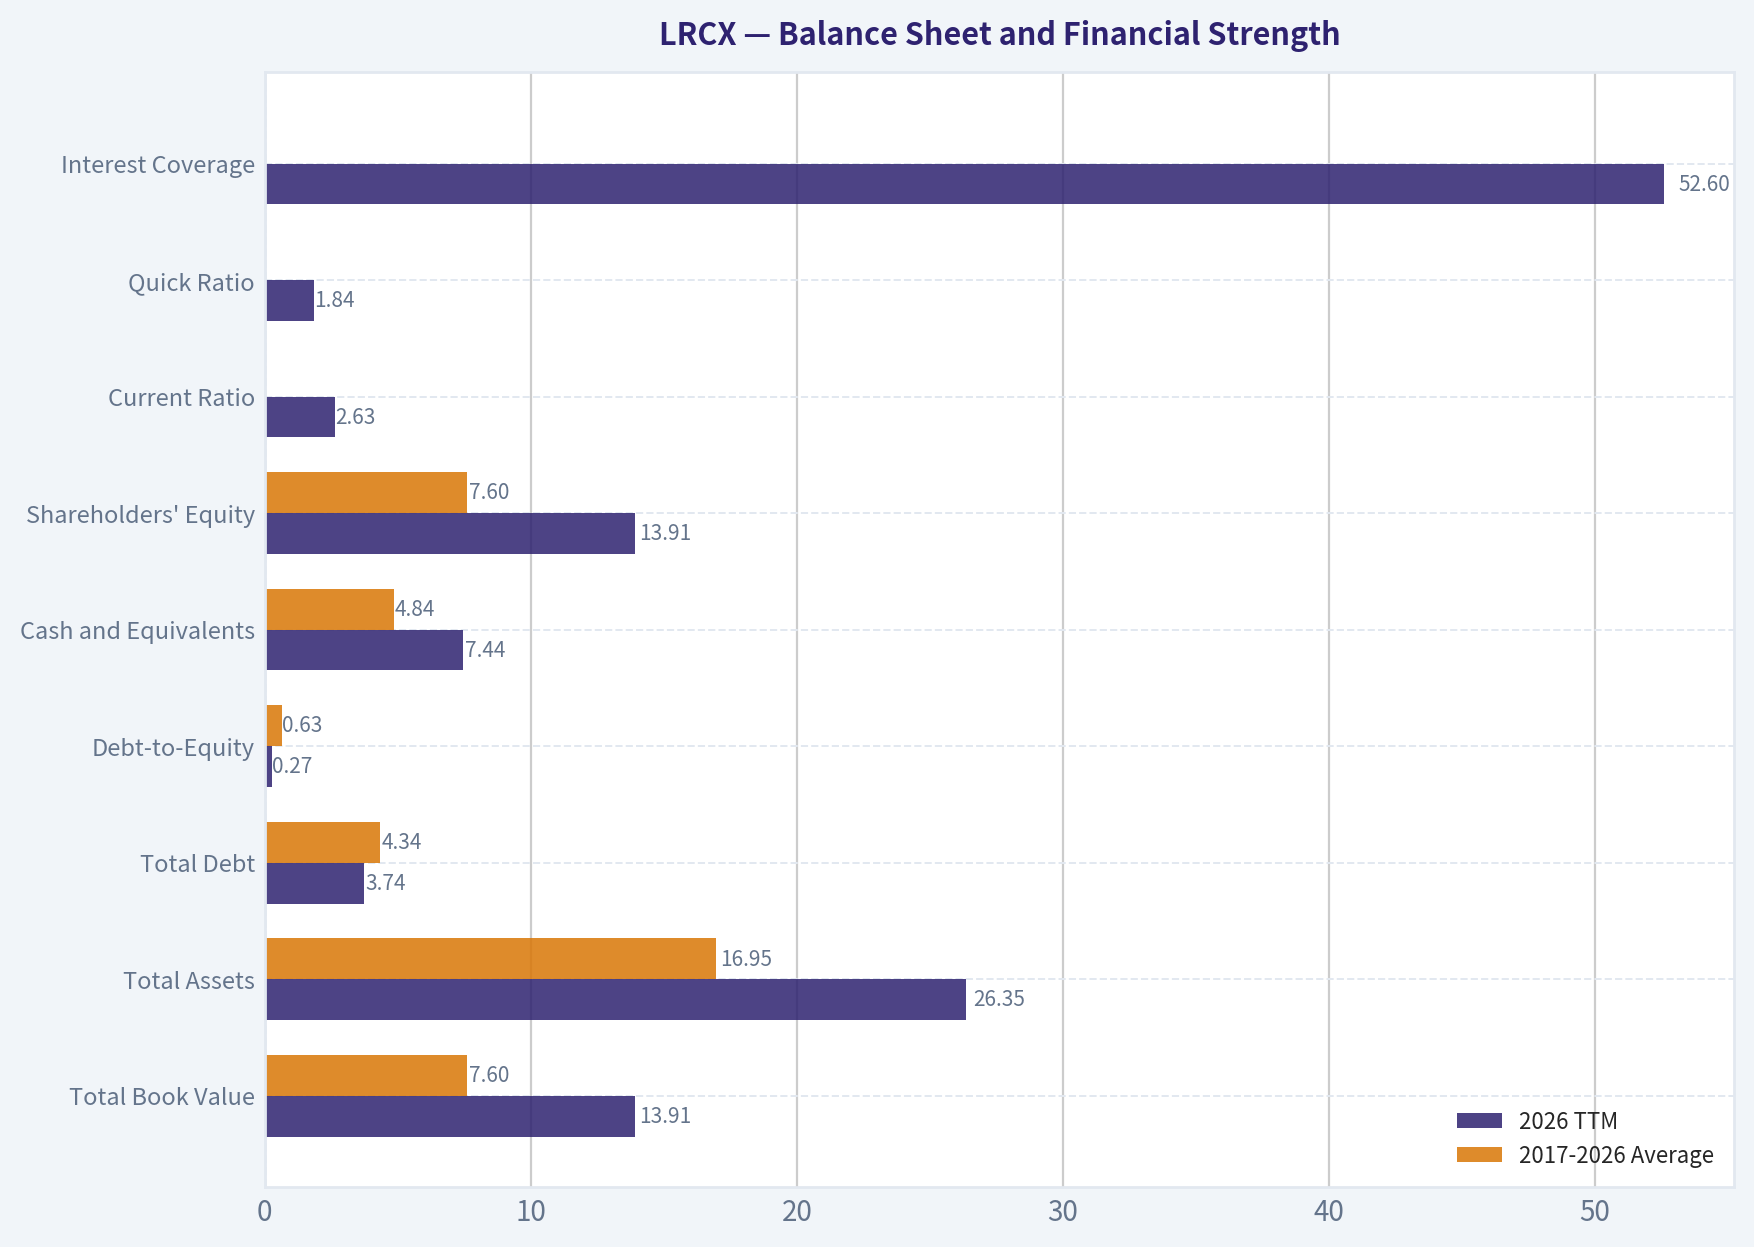 LRCX — Balance Sheet and Financial Strength
Interest Coverage
52.60
Quick Ratio
1.84
Current Ratio
2.63
7.60
Shareholders' Equity
13.91
4.84
Cash and Equivalents
7.44
0.63
Debt-to-Equity
0.27
4.34
Total Debt
3.74
16.95
Total Assets
26.35
7.60
Total Book Value
13.91
2026 TTM
2017-2026 Average
0 10 20 30 40 50